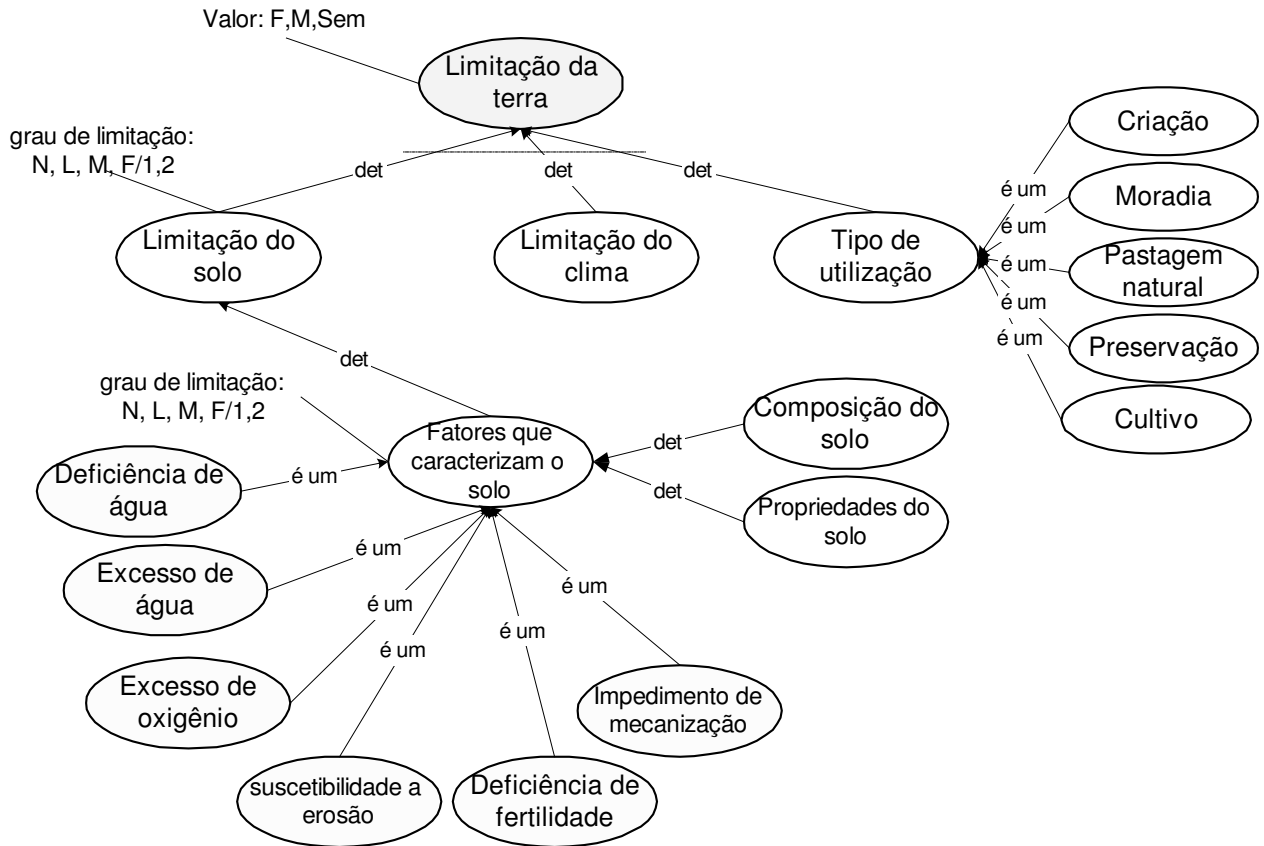 Valor: F,M,Sem
Limitação da
terra
grau de limitação:
N, L, M, F/1,2
det
det
det
Limitação do
solo
Limitação do
clima
Tipo de
utilização
é um
é um
é um
é um
é um
Criação
Moradia
Pastagem
natural
Preservação
Cultivo
det
grau de limitação:
N, L, M, F/1,2
Fatores que
caracterizam o
solo
det
det
Composição do
solo
Propriedades do
solo
Deficiência de
água
é um
Excesso de
água
é um
Excesso de
oxigênio
é um
suscetibilidade a
erosão
é um
Deficiência de
fertilidade
é um
Impedimento de
mecanização
é um